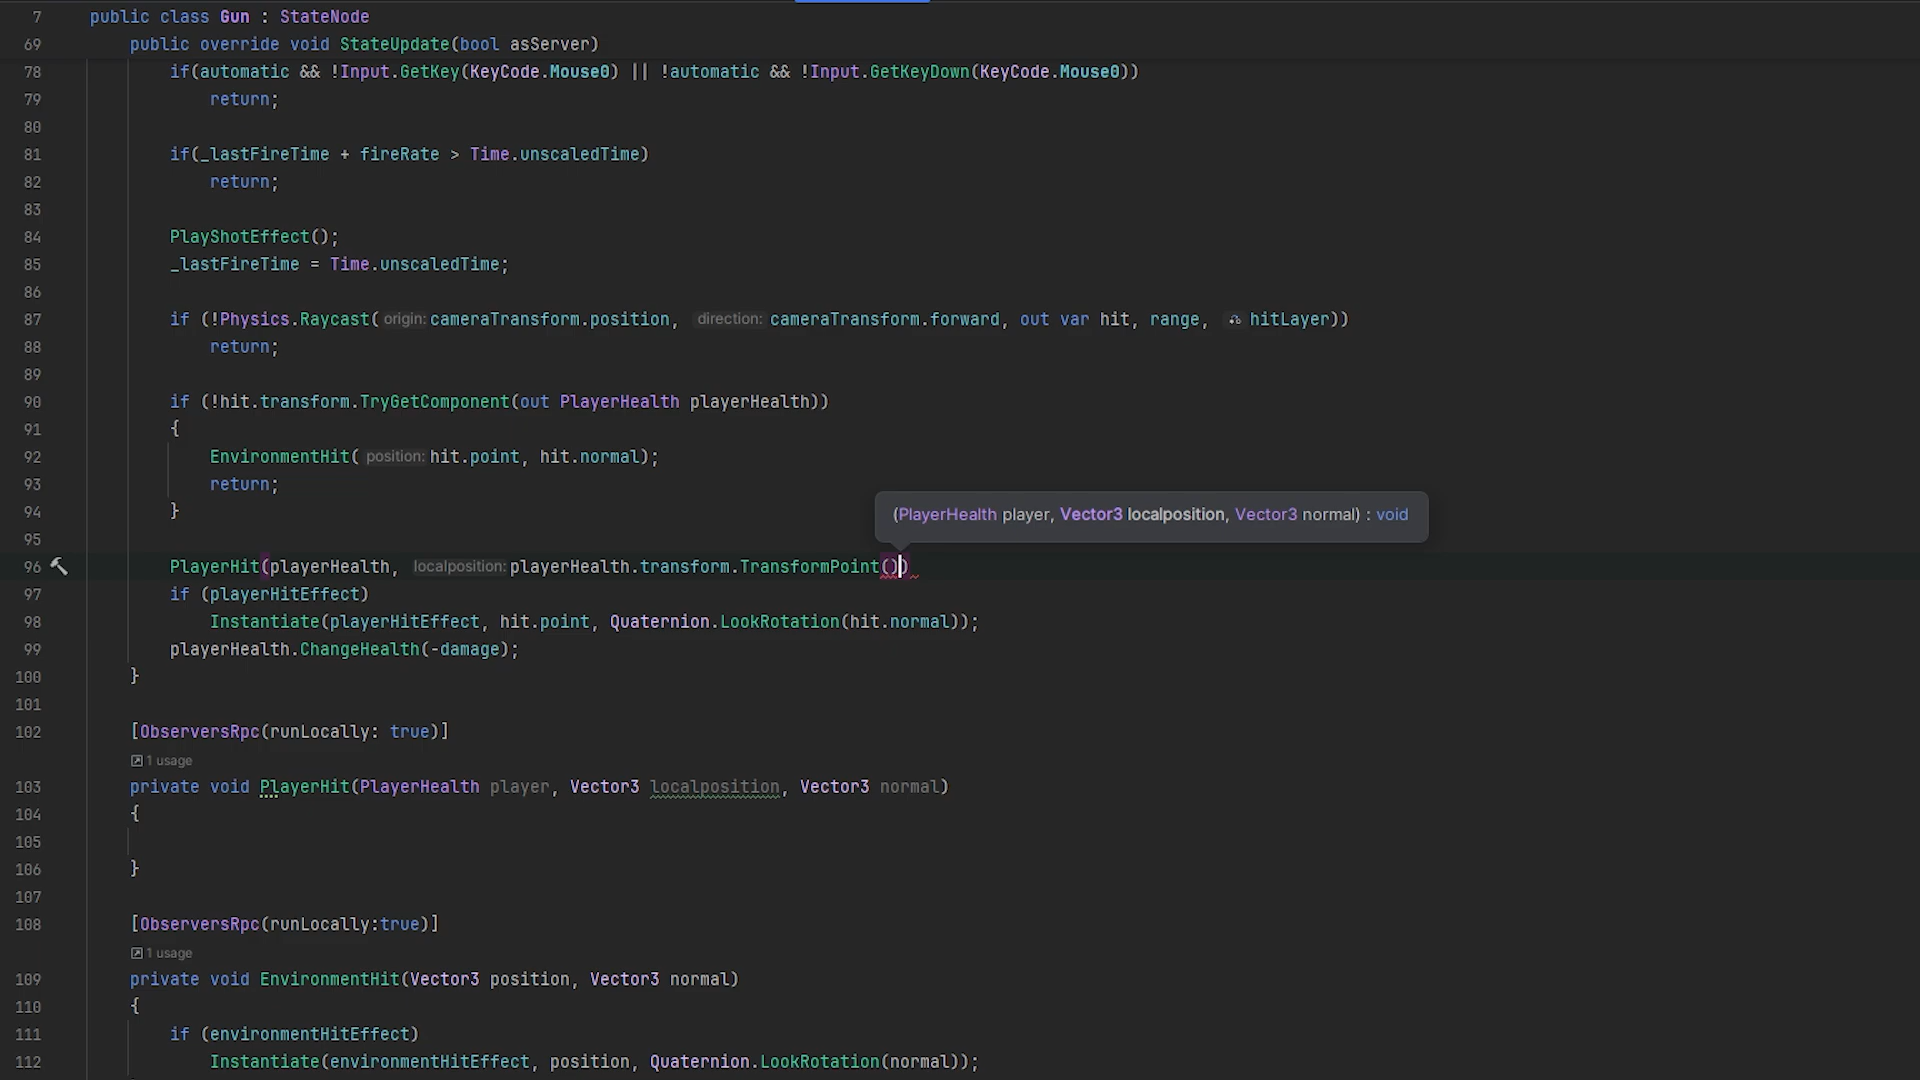 7 public class Gun : StateNode
69 public override void StateUpdate(bool asServer)
78 if(automatic && !Input.GetKey(KeyCode.Mouse0) || !automatic && !Input.GetKeyDown(KeyCode.Mouse0))
79 return;
80
81 if(_lastFireTime + fireRate > Time.unscaledTime)
82 return;
83
84 PlayShotEffect();
85 _lastFireTime = Time.unscaledTime;
86
87 if (!Physics.Raycast( origin: cameraTransform.position, direction: cameraTransform.forward, out var hit, range, hitLayer))
88 return;
89
90 if (!hit.transform.TryGetComponent(out PlayerHealth playerHealth))
91 {
92 EnvironmentHit( position: hit.point, hit.normal);
93 return;
94 }
(PlayerHealth player, Vector3 localposition, Vector3 normal) : void
95
96 PlayerHit(playerHealth, localposition: playerHealth.transform.TransformPoint())
97 if (playerHitEffect)
98 Instantiate(playerHitEffect, hit.point, Quaternion.LookRotation(hit.normal));
99 playerHealth.ChangeHealth(-damage);
100 }
101
102 [ObserversRpc(runLocally: true)]
1 usage
103 private void PlayerHit(PlayerHealth player, Vector3 localposition, Vector3 normal)
104 {
105
106 }
107
108 [ObserversRpc(runLocally:true)]
1 usage
109 private void EnvironmentHit(Vector3 position, Vector3 normal)
110 {
111 if (environmentHitEffect)
112 Instantiate(environmentHitEffect, position, Quaternion.LookRotation(normal));